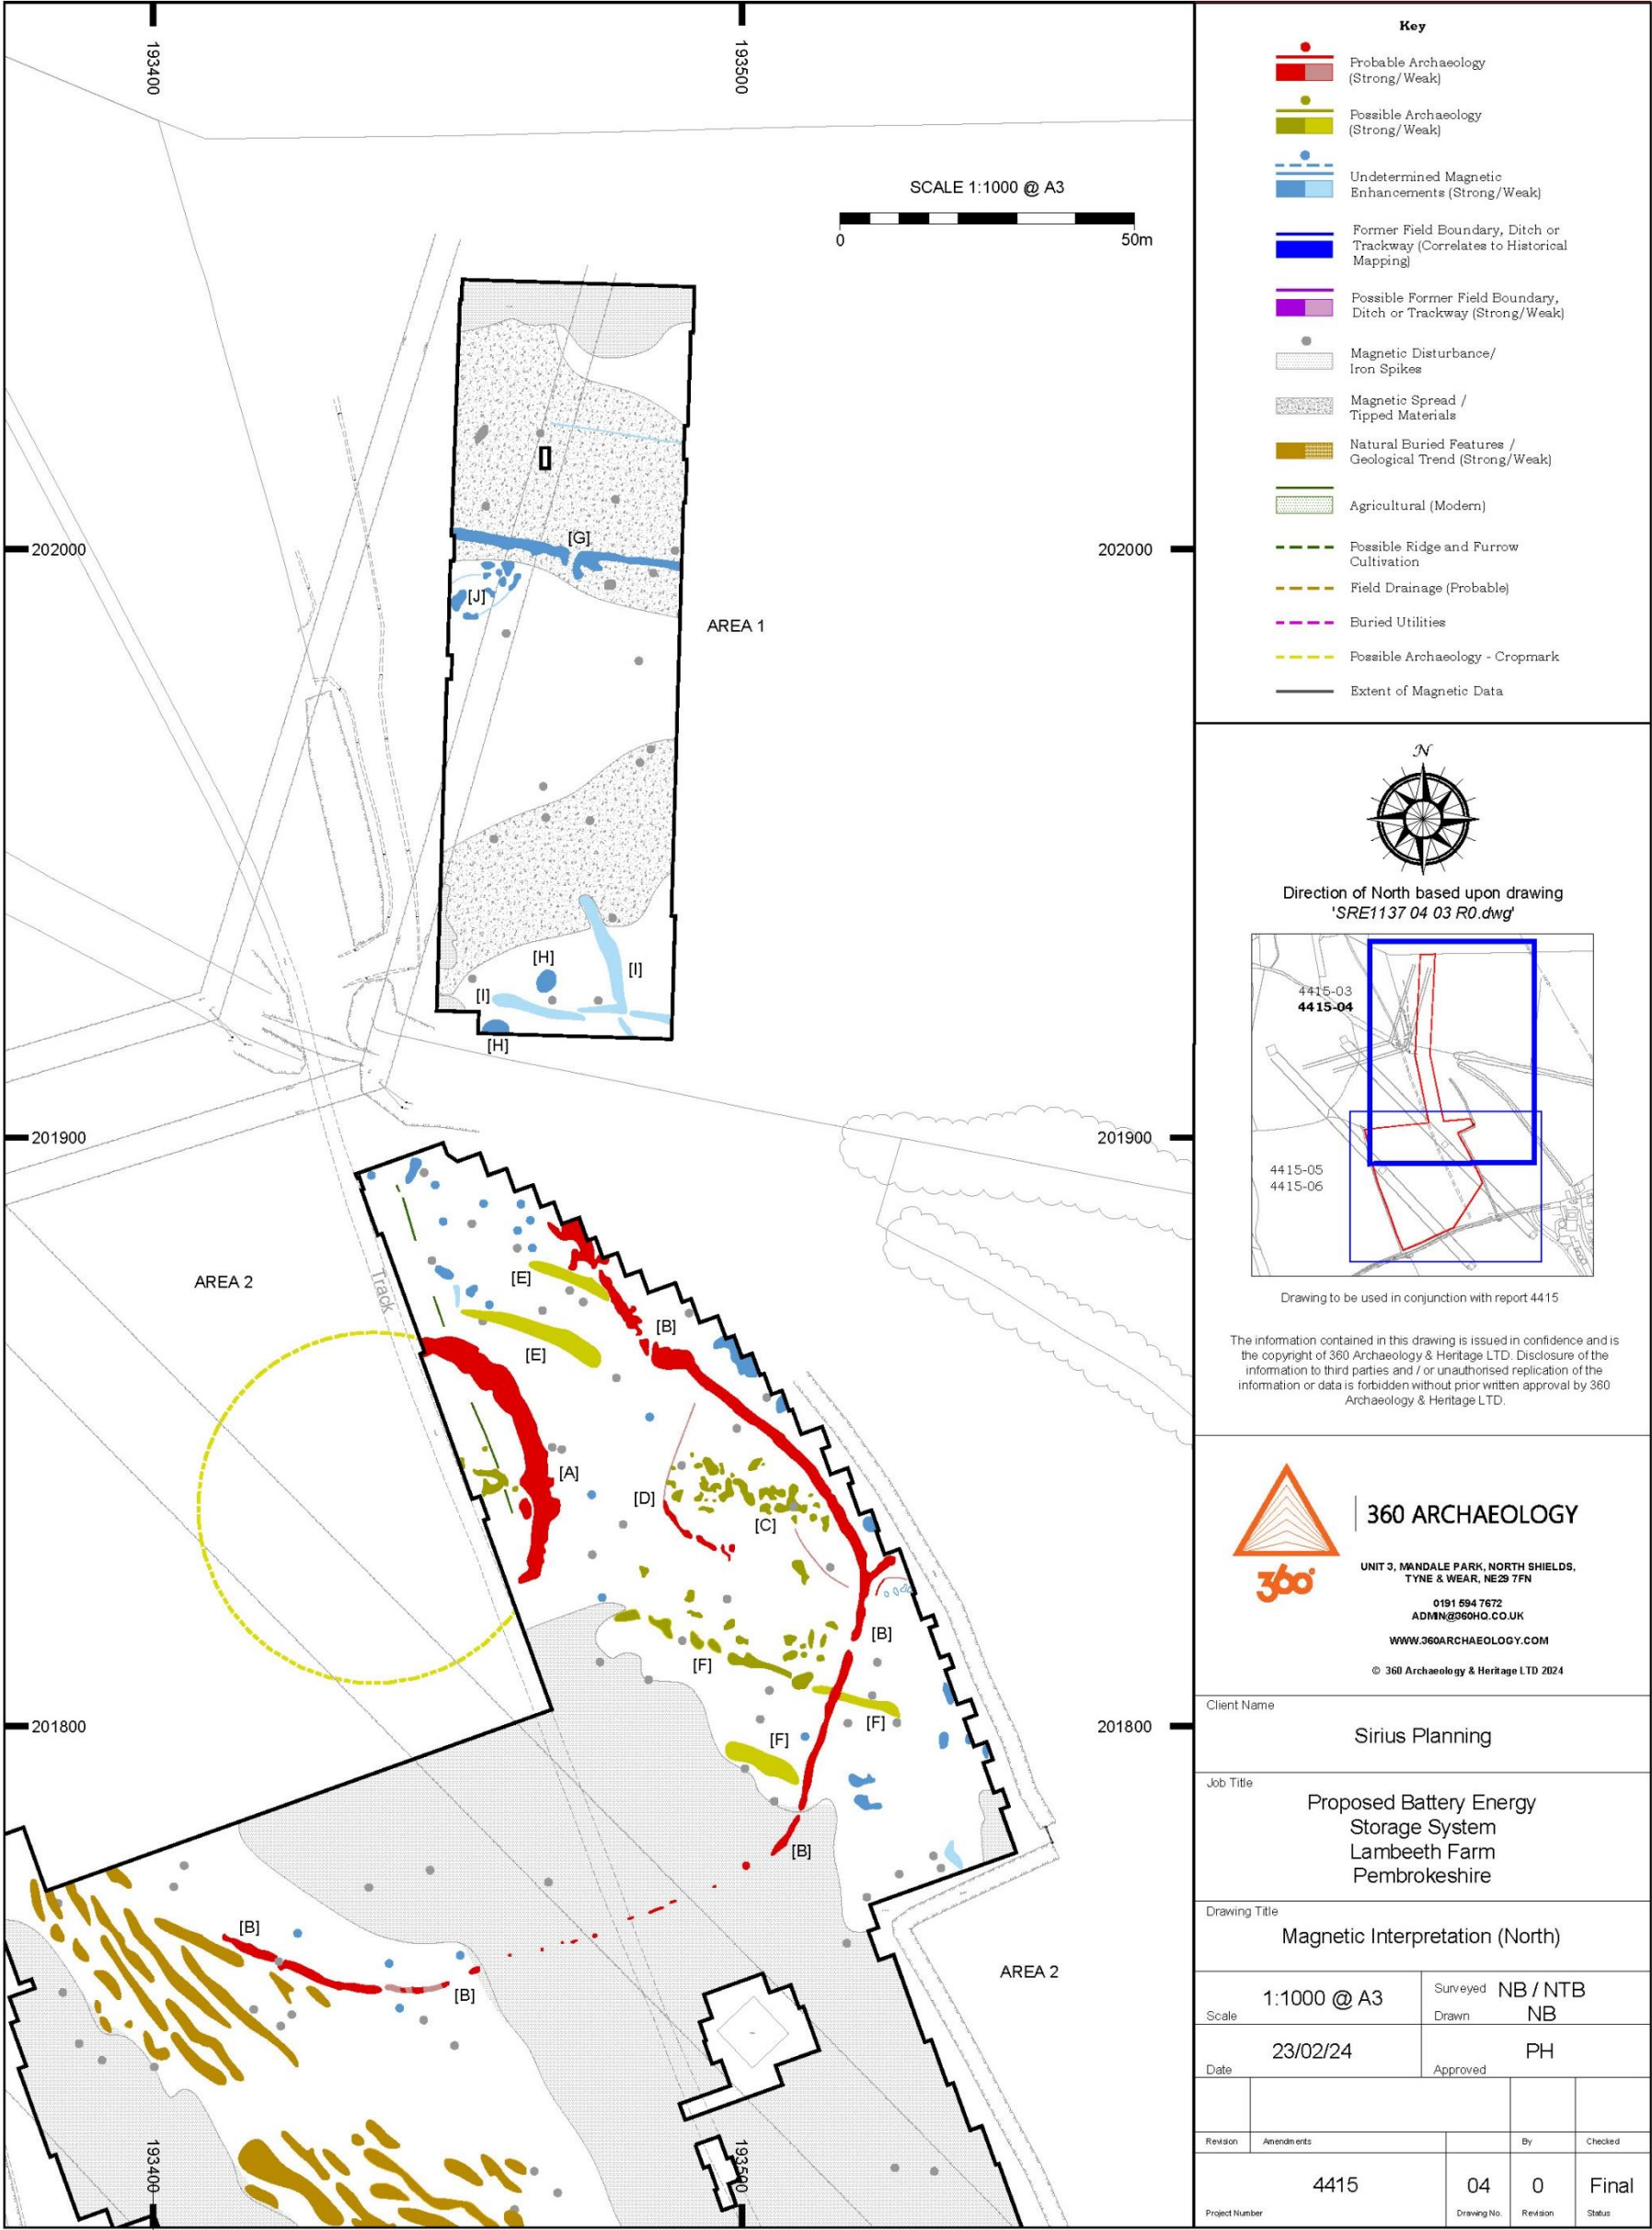 193400
193500
SCALE 1:1000 @ A3
0
50m
202000
[G]
202000
[J]
AREA 1
[H]
[I]
[I]
[H]
201900
201900
AREA 2
Track
[E]
[B]
[E]
[A]
[D]
[C]
[B]
[F]
[F]
[F]
201800
201800
[B]
[B]
[B]
AREA 2
193400
193500
Key
Probable Archaeology
(Strong/Weak)
Possible Archaeology
(Strong/Weak)
Undetermined Magnetic
Enhancements (Strong/Weak)
Former Field Boundary, Ditch or
Trackway (Correlates to Historical
Mapping)
Possible Former Field Boundary,
Ditch or Trackway (Strong/Weak)
Magnetic Disturbance/
Iron Spikes
Magnetic Spread /
Tipped Materials
Natural Buried Features /
Geological Trend (Strong/Weak)
Agricultural (Modern)
Possible Ridge and Furrow
Cultivation
Field Drainage (Probable)
Buried Utilities
Possible Archaeology - Cropmark
Extent of Magnetic Data
N
Direction of North based upon drawing
'SRE1137 04 03 R0.dwg'
4415-03
4415-04
4415-05
4415-06
Drawing to be used in conjunction with report 4415
The information contained in this drawing is issued in confidence and is
the copyright of 360 Archaeology & Heritage LTD. Disclosure of the
information to third parties and / or unauthorised replication of the
information or data is forbidden without prior written approval by 360
Archaeology & Heritage LTD.
360°
360 ARCHAEOLOGY
UNIT 3, MANDALE PARK, NORTH SHIELDS,
TYNE & WEAR, NE29 7FN
0191 594 7672
ADMIN@360HQ.CO.UK
WWW.360ARCHAEOLOGY.COM
© 360 Archaeology & Heritage LTD 2024
Client Name
Sirius Planning
Job Title
Proposed Battery Energy
Storage System
Lambeeth Farm
Pembrokeshire
Drawing Title
Magnetic Interpretation (North)
Scale 1:1000 @ A3
Surveyed NB / NTB
Drawn NB
Date 23/02/24
Approved PH
Revision Amendments By Checked
4415 04 0 Final
Project Number Drawing No. Revision Status